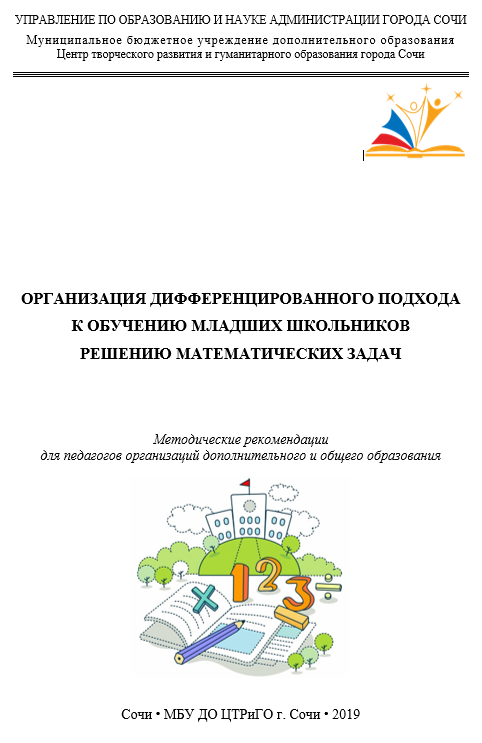 УПРАВЛЕНИЕ ПО ОБРАЗОВАНИЮ И НАУКЕ АДМИНИСТРАЦИИ ГОРОДА СОЧИ
Муниципальное бюджетное учреждение дополнительного образования
Центр творческого развития и гуманитарного образования города Сочи
ОРГАНИЗАЦИЯ ДИФФЕРЕНЦИРОВАННОГО ПОДХОДА
К ОБУЧЕНИЮ МЛАДШИХ ШКОЛЬНИКОВ
РЕШЕНИЮ МАТЕМАТИЧЕСКИХ ЗАДАЧ
Методические рекомендации
для педагогов организаций дополнительного и общего образования
123
Сочи • МБУ ДО ЦТРиГО г. Сочи • 2019